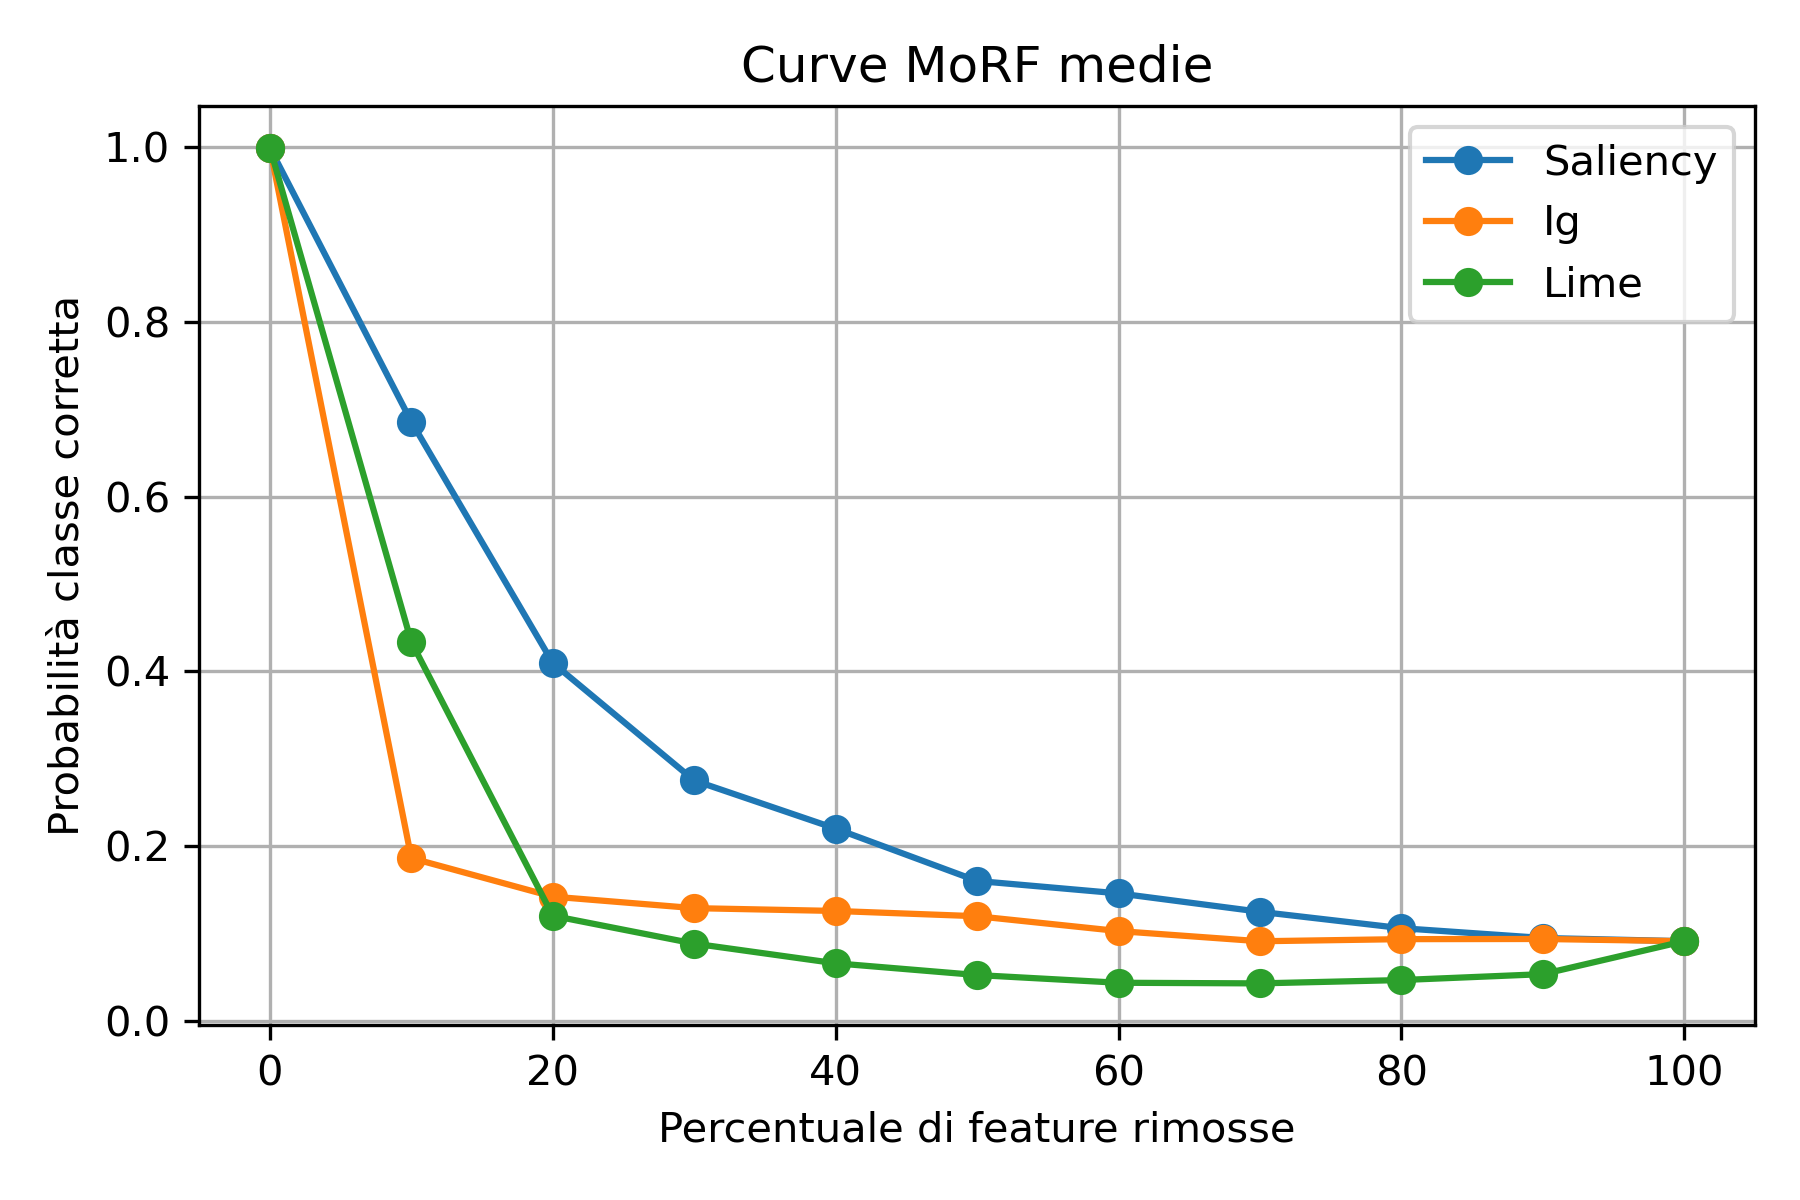 Curve MoRF medie
Saliency
Ig
Lime
Probabilità classe corretta
1.0
0.8
0.6
0.4
0.2
0.0
0 20 40 60 80 100
Percentuale di feature rimosse